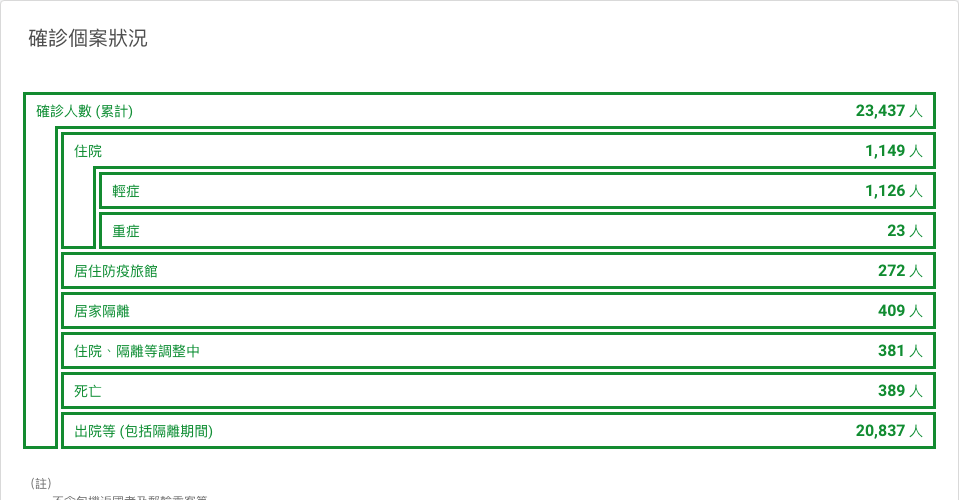 確診個案狀況
確診人數 (累計) 23,437 人
住院 1,149 人
輕症 1,126 人
重症 23 人
居住防疫旅館 272 人
居家隔離 409 人
住院、隔離等調整中 381 人
死亡 389 人
出院等 (包括隔離期間) 20,837 人
(註)